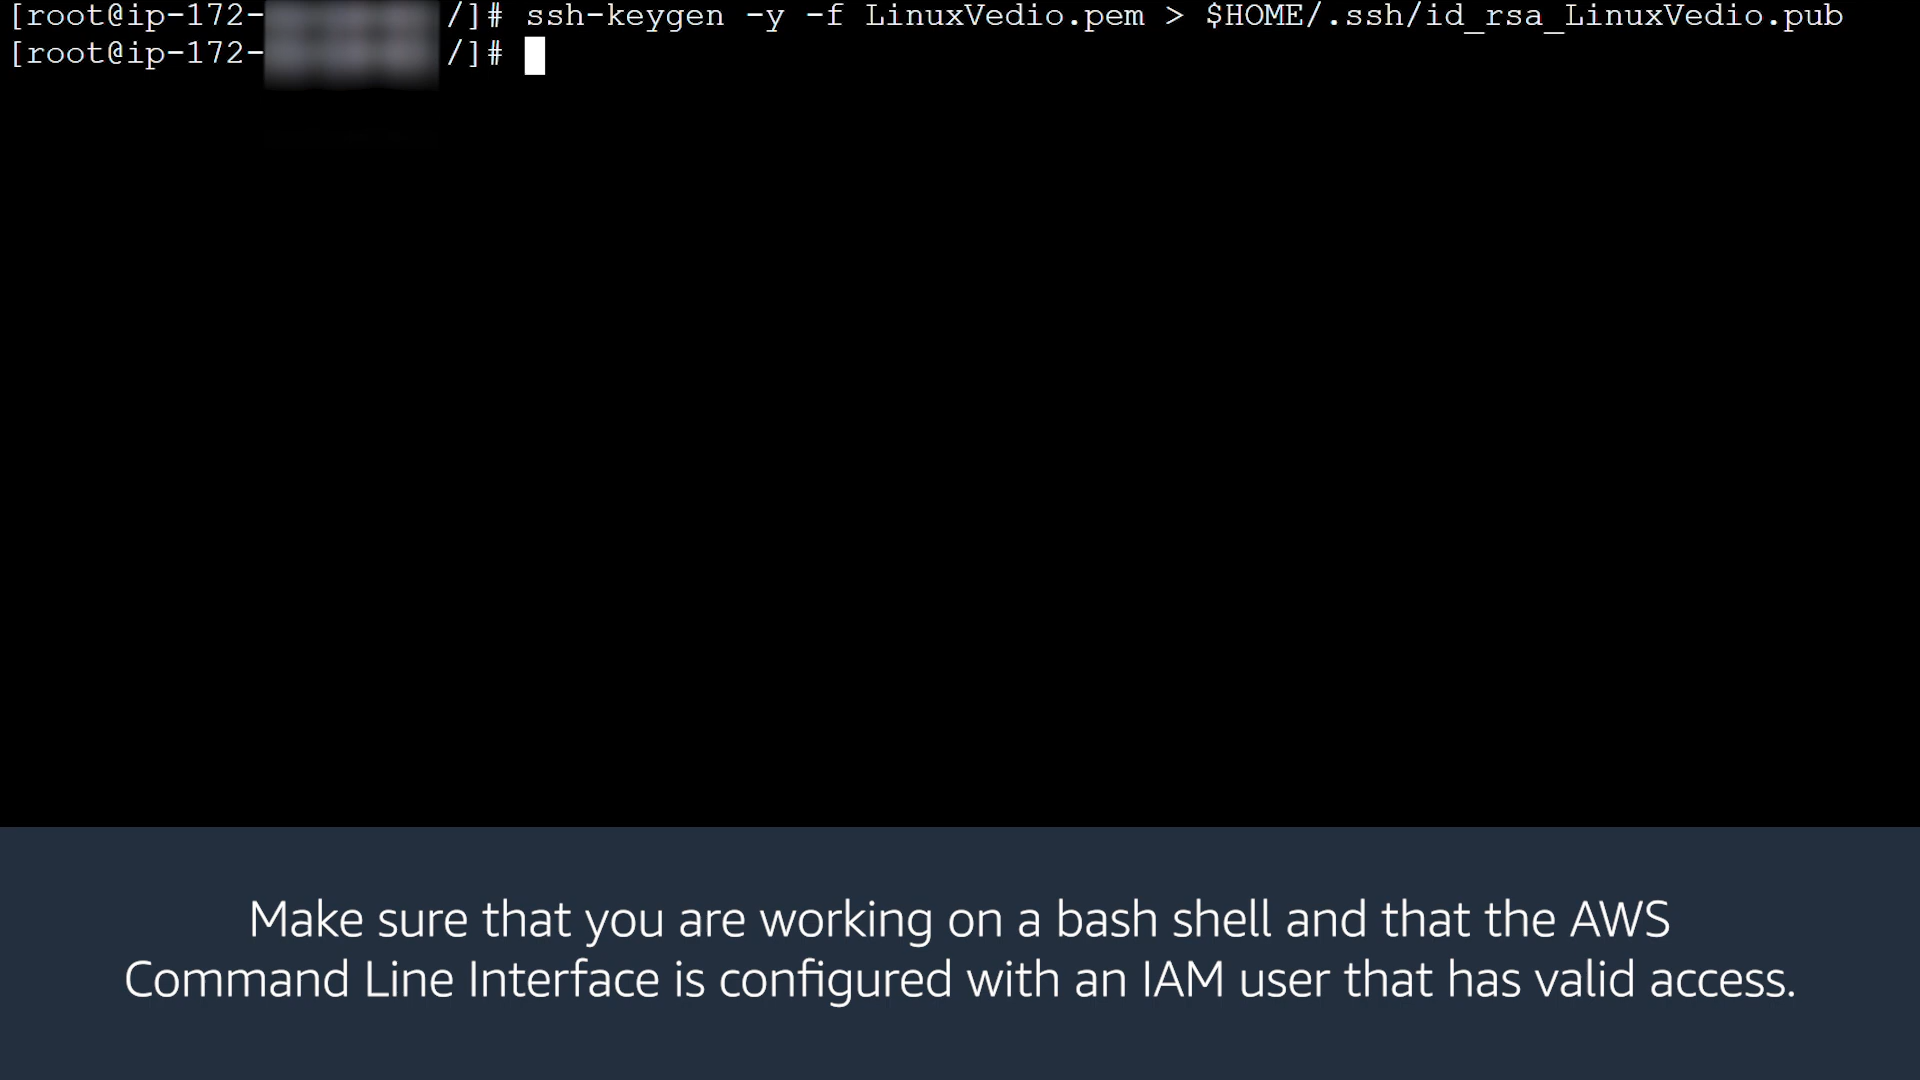 [root@ip-172- /]# ssh-keygen -y -f LinuxVedio.pem > $HOME/.ssh/id_rsa_LinuxVedio.pub
[root@ip-172- /]#
Make sure that you are working on a bash shell and that the AWS
Command Line Interface is configured with an IAM user that has valid access.